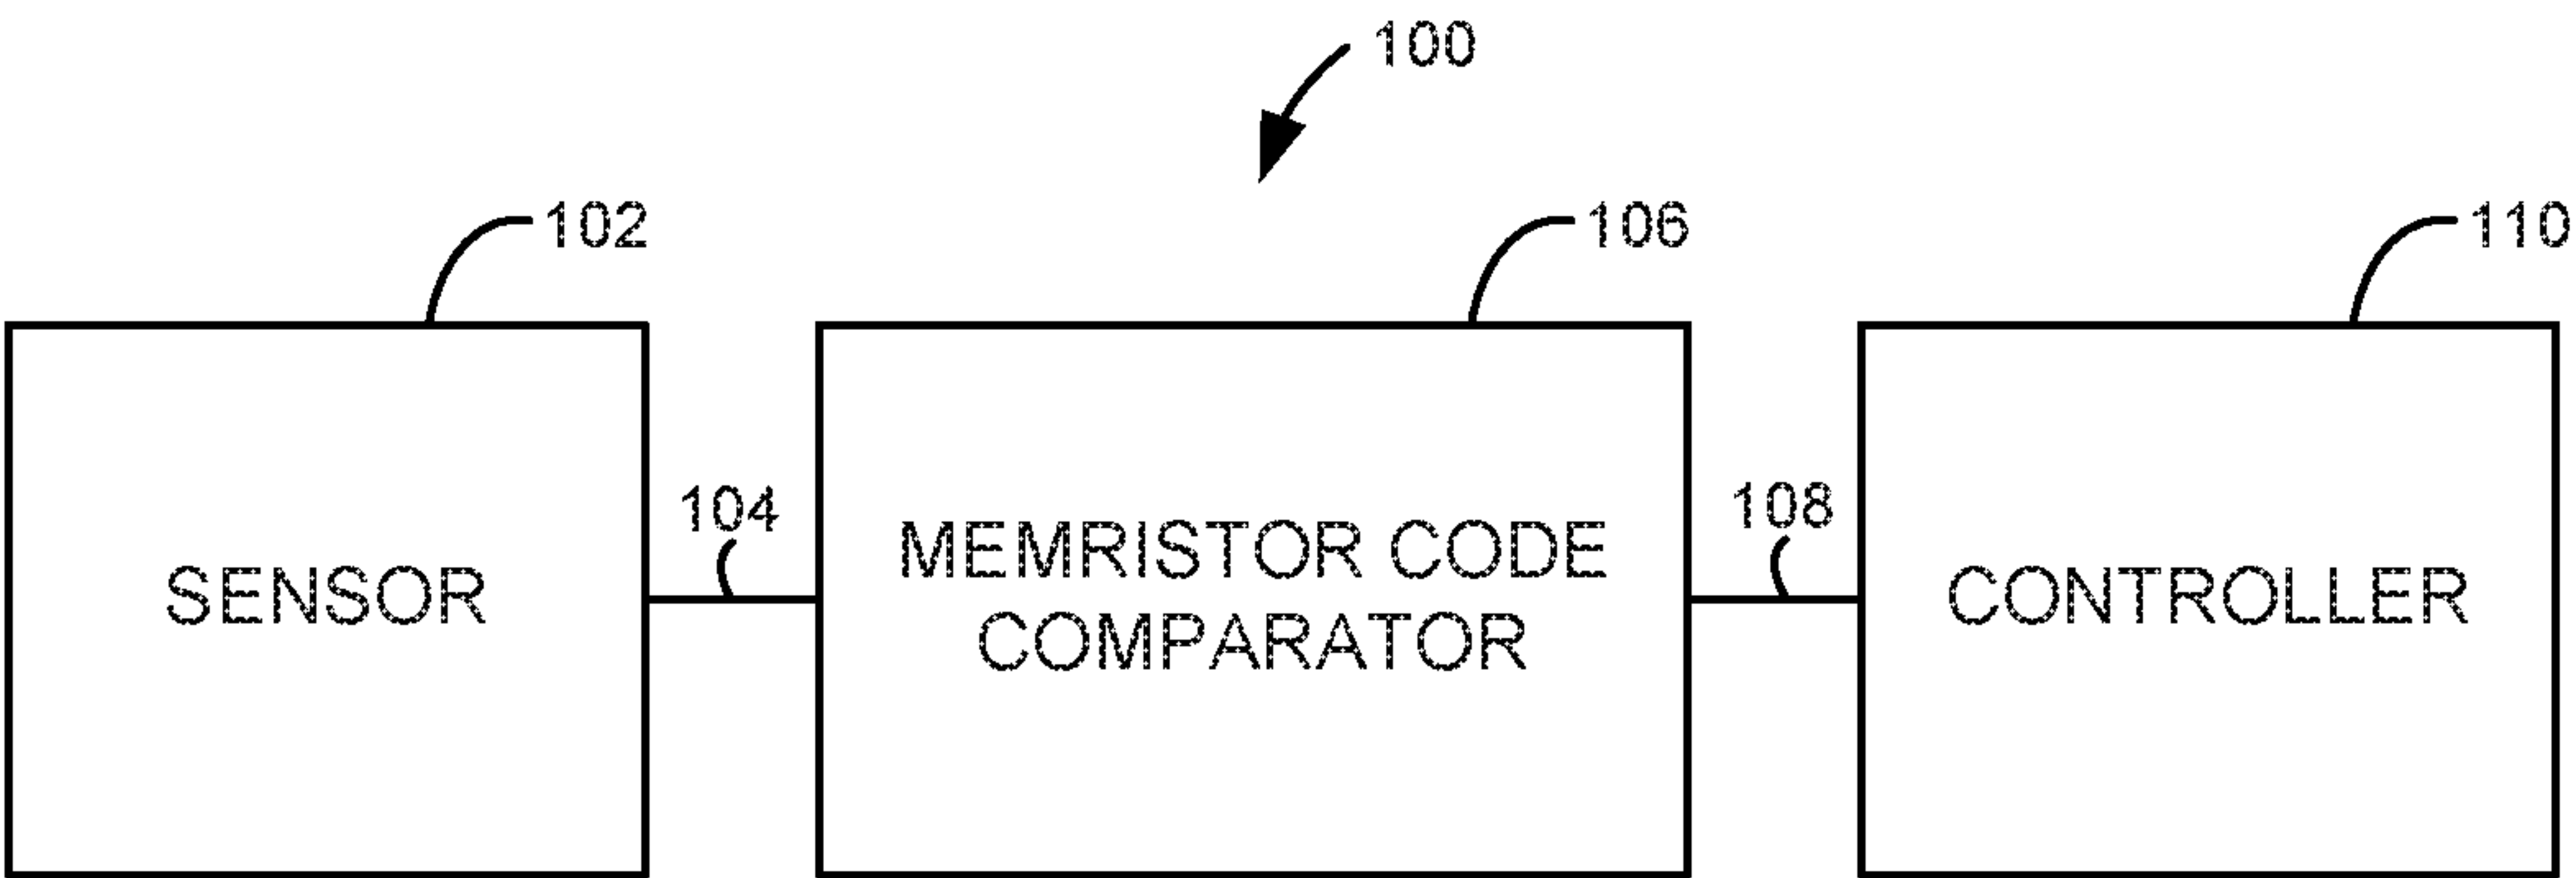 100
102
106
110
104
108
SENSOR
MEMRISTOR CODE
COMPARATOR
CONTROLLER